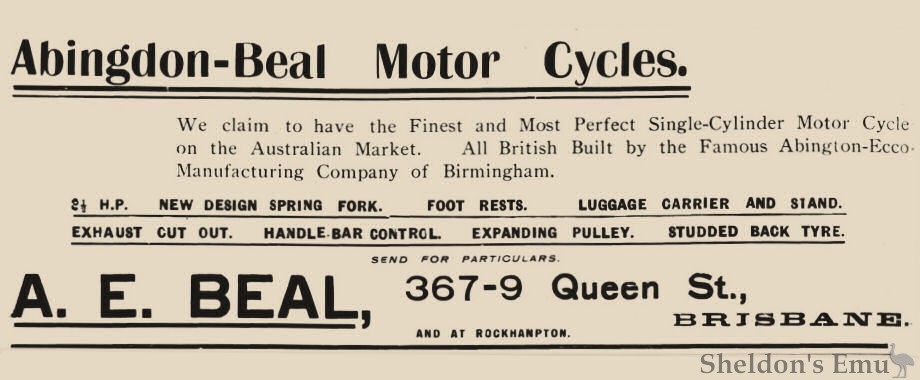 Abingdon-Beal Motor Cycles.
We claim to have the Finest and Most Perfect Single-Cylinder Motor Cycle
on the Australian Market. All British Built by the Famous Abington-Ecco-
Manufacturing Company of Birmingham.
H.P. NEW DESIGN SPRING FORK. FOOT RESTS. LUGGAGE CARRIER AND STAND.
EXHAUST CUT OUT. HANDLE-BAR CONTROL. EXPANDING PULLEY. STUDDED BACK TYRE.
SEND FOR PARTICULARS.
A. E. BEAL, 367-9 Queen St.,
BRISBANE.
AND AT ROCKHAMPTON.
Sheldon's Emu